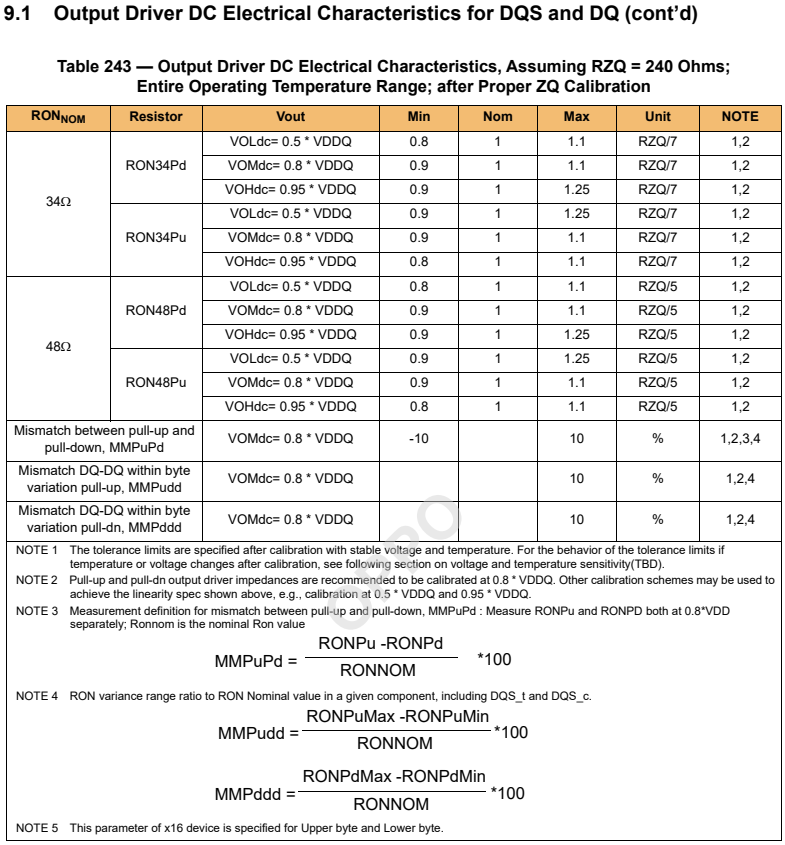 9.1 Output Driver DC Electrical Characteristics for DQS and DQ (cont'd)
Table 243 — Output Driver DC Electrical Characteristics, Assuming RZQ = 240 Ohms;
Entire Operating Temperature Range; after Proper ZQ Calibration
RONNOM Resistor Vout Min Nom Max Unit NOTE
34Ω RON34Pd VOLdc= 0.5 * VDDQ 0.8 1 1.1 RZQ/7 1,2
VOMdc= 0.8 * VDDQ 0.9 1 1.1 RZQ/7 1,2
VOHdc= 0.95 * VDDQ 0.9 1 1.25 RZQ/7 1,2
RON34Pu VOLdc= 0.5 * VDDQ 0.9 1 1.25 RZQ/7 1,2
VOMdc= 0.8 * VDDQ 0.9 1 1.1 RZQ/7 1,2
VOHdc= 0.95 * VDDQ 0.8 1 1.1 RZQ/7 1,2
48Ω RON48Pd VOLdc= 0.5 * VDDQ 0.8 1 1.1 RZQ/5 1,2
VOMdc= 0.8 * VDDQ 0.9 1 1.1 RZQ/5 1,2
VOHdc= 0.95 * VDDQ 0.9 1 1.25 RZQ/5 1,2
RON48Pu VOLdc= 0.5 * VDDQ 0.9 1 1.25 RZQ/5 1,2
VOMdc= 0.8 * VDDQ 0.9 1 1.1 RZQ/5 1,2
VOHdc= 0.95 * VDDQ 0.8 1 1.1 RZQ/5 1,2
Mismatch between pull-up and
pull-down, MMPuPd VOMdc= 0.8 * VDDQ -10 10 % 1,2,3,4
Mismatch DQ-DQ within byte
variation pull-up, MMPudd VOMdc= 0.8 * VDDQ 10 % 1,2,4
Mismatch DQ-DQ within byte
variation pull-dn, MMPddd VOMdc= 0.8 * VDDQ 10 % 1,2,4
NOTE 1 The tolerance limits are specified after calibration with stable voltage and temperature. For the behavior of the tolerance limits if
temperature or voltage changes after calibration, see following section on voltage and temperature sensitivity(TBD).
NOTE 2 Pull-up and pull-dn output driver impedances are recommended to be calibrated at 0.8 * VDDQ. Other calibration schemes may be used to
achieve the linearity spec shown above, e.g., calibration at 0.5 * VDDQ and 0.95 * VDDQ.
NOTE 3 Measurement definition for mismatch between pull-up and pull-down, MMPuPd : Measure RONPu and RONPD both at 0.8*VDD
separately; Ronnom is the nominal Ron value
RONPu -RONPd
MMPuPd = *100
RONNOM
NOTE 4 RON variance range ratio to RON Nominal value in a given component, including DQS_t and DQS_c.
RONPuMax -RONPuMin
MMPudd = *100
RONNOM
RONPdMax -RONPdMin
MMPddd = *100
RONNOM
NOTE 5 This parameter of x16 device is specified for Upper byte and Lower byte.
OPPO